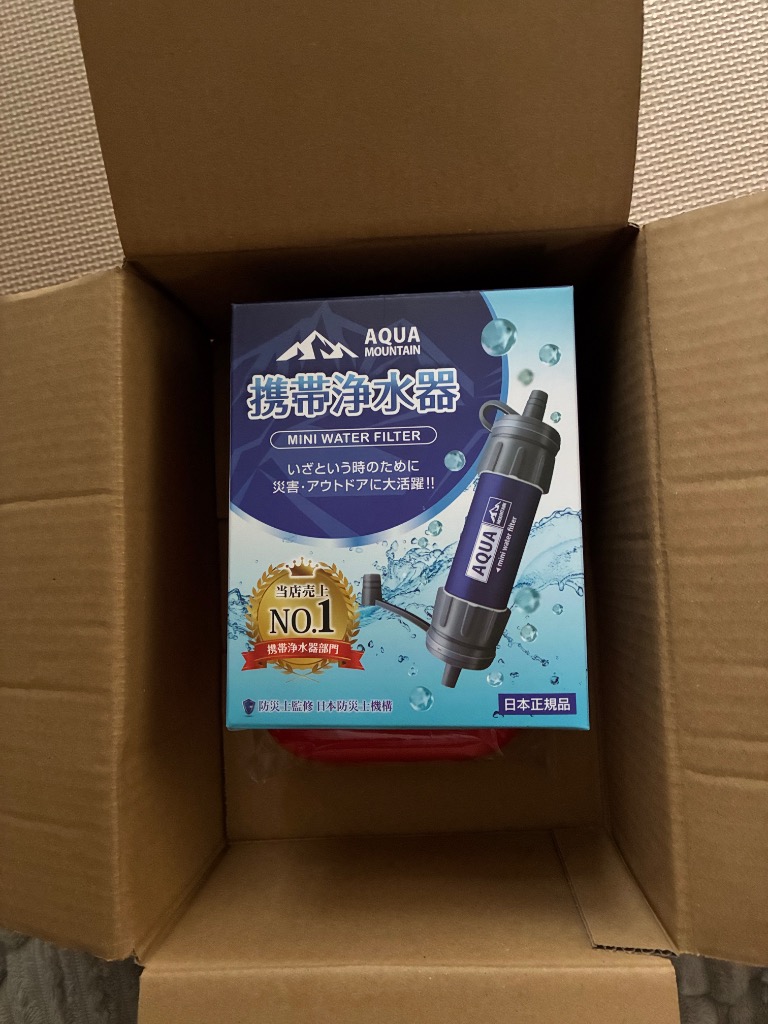 AQUA
MOUNTAIN
携帯浄水器
MINI WATER FILTER
いざという時のために
災害・アウトドアに大活躍!!
AQUA
MOUNTAIN
◀ mini water filter
当店売上
NO.1
携帯浄水器部門
防災士監修 日本防災士機構
日本正規品